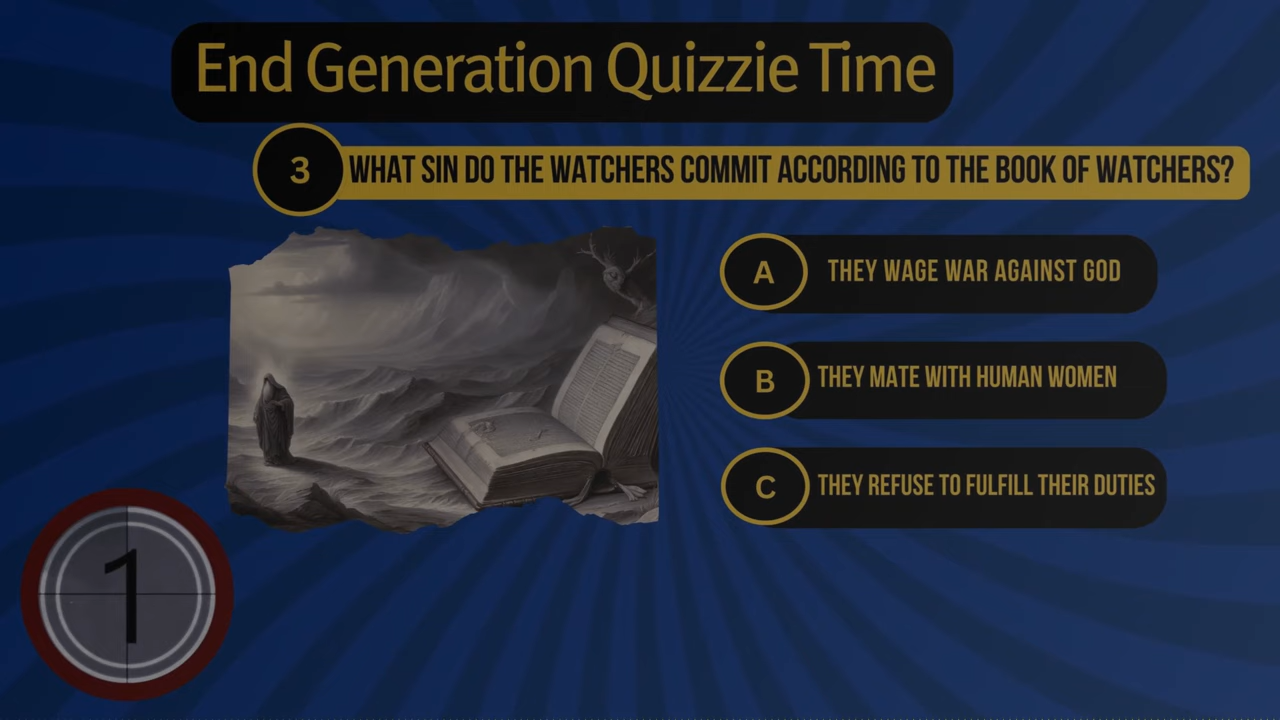 End Generation Quizzie Time
3 WHAT SIN DO THE WATCHERS COMMIT ACCORDING TO THE BOOK OF WATCHERS?
A THEY WAGE WAR AGAINST GOD
B THEY MATE WITH HUMAN WOMEN
C THEY REFUSE TO FULFILL THEIR DUTIES
1